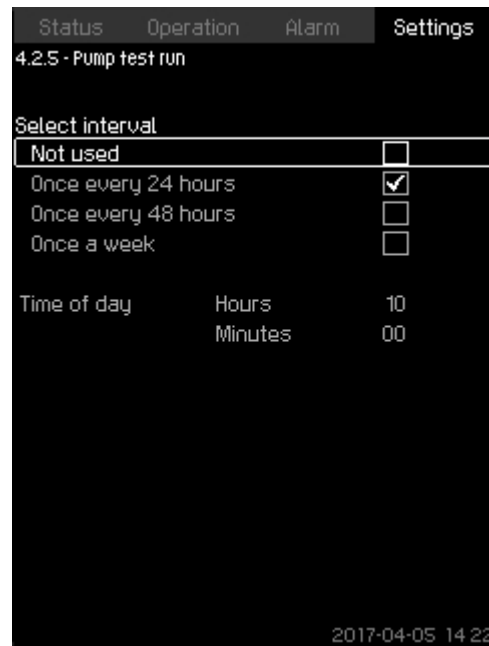 Status Operation Alarm Settings
4.2.5 - Pump test run
Select interval
Not used
Once every 24 hours
Once every 48 hours
Once a week
Time of day Hours 10
Minutes 00
2017-04-05 14 22